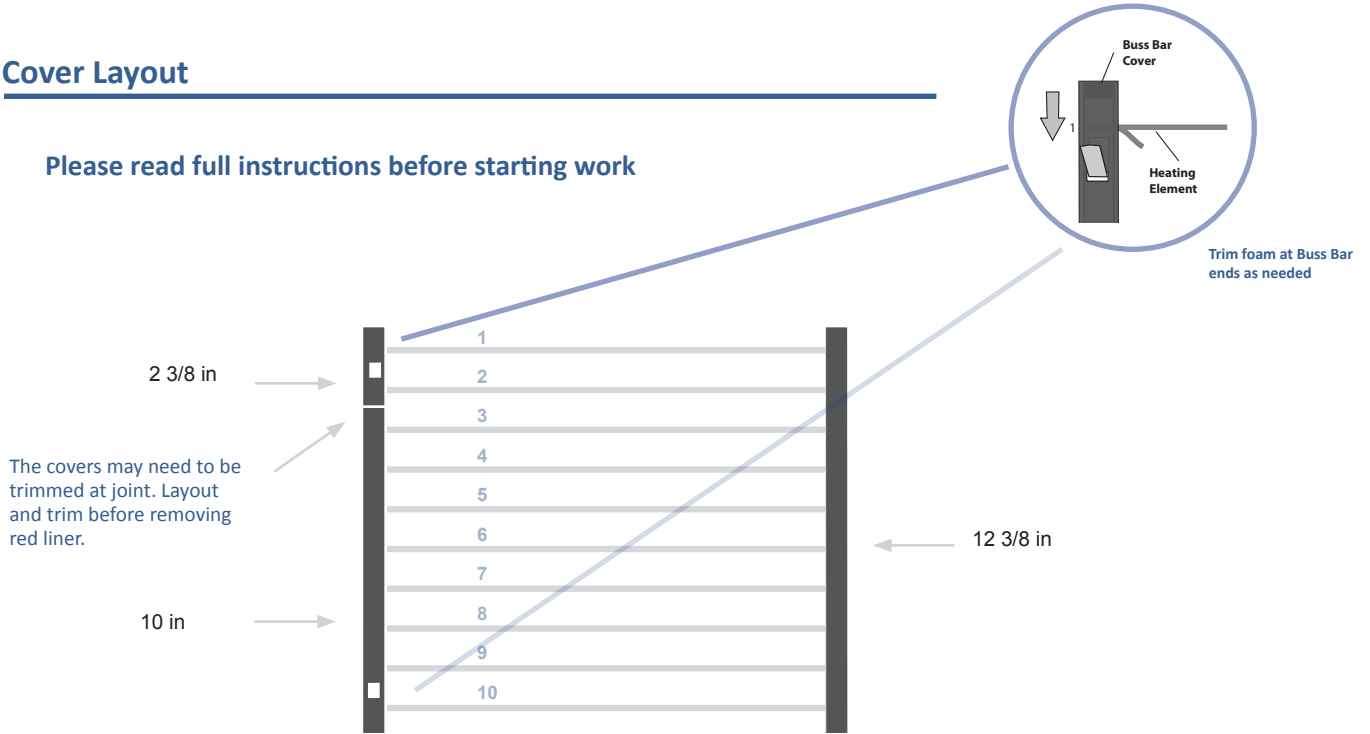 Cover Layout
Please read full instructions before starting work
Buss Bar
Cover
1
Heating
Element
Trim foam at Buss Bar
ends as needed
1
2 3/8 in
2
3
The covers may need to be
trimmed at joint. Layout
and trim before removing
red liner.
4
5
6
12 3/8 in
7
10 in
8
9
10